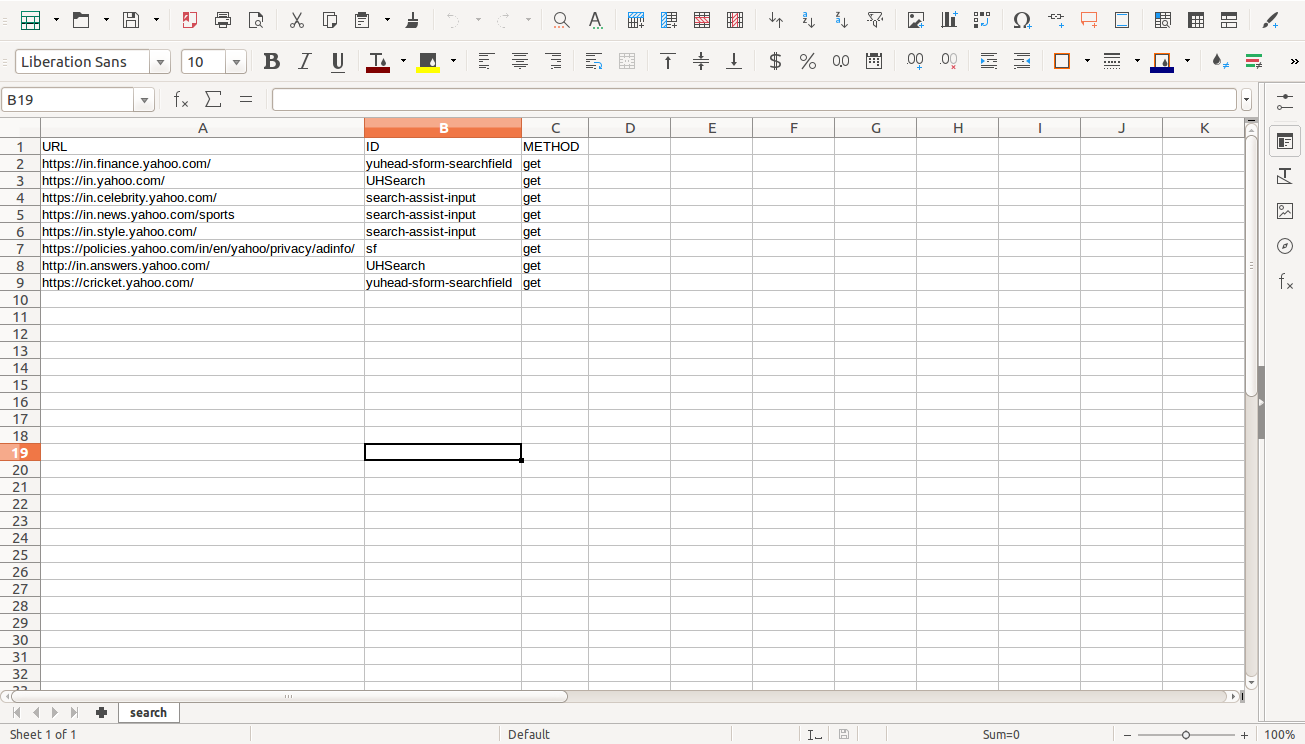 Liberation Sans 10
B19
A B C D E F G H I J K
1 URL ID METHOD
2 https://in.finance.yahoo.com/ yuhead-sform-searchfield get
3 https://in.yahoo.com/ UHSearch get
4 https://in.celebrity.yahoo.com/ search-assist-input get
5 https://in.news.yahoo.com/sports search-assist-input get
6 https://in.style.yahoo.com/ search-assist-input get
7 https://policies.yahoo.com/in/en/yahoo/privacy/adinfo/ sf get
8 http://in.answers.yahoo.com/ UHSearch get
9 https://cricket.yahoo.com/ yuhead-sform-searchfield get
10
11
12
13
14
15
16
17
18
19
20
21
22
23
24
25
26
27
28
29
30
31
32
search
Sheet 1 of 1 Default Sum=0 100%